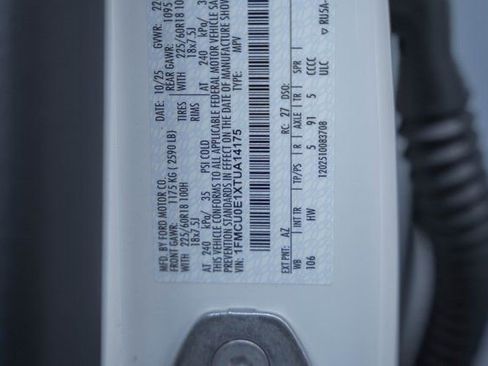 MFD. BY FORD MOTOR CO.
DATE: 10/25 GVWR: 22
FRONT GAWR: REAR GAWR:
1175 KG ( 2590 LB) 1095
WITH TIRES WITH
225/60R18 100H 225/60R18 1
18x7.5J RIMS 18x7.5J
AT 240 kPa/ 35 PSI COLD AT 240 kPa/ 3
THIS VEHICLE CONFORMS TO ALL APPLICABLE FEDERAL MOTOR VEHICLE SA
STANDARDS IN EFFECT ON THE DATE OF MANUFACTURE SHOW
VIN: 1FMCU0E1XTUA14175 TYPE: MPV
EXT PNT: AZ RC: 27 DSO:
WB INT TR TP/PS R AXLE TR SPR
106 HW 5 91 5 CCCC
1202510083708 ULC
RU5A-